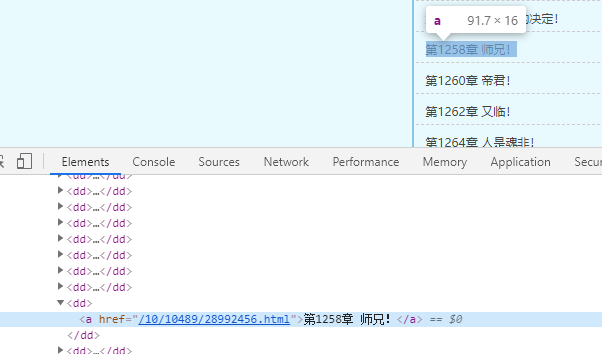 的决定!
a 91.7 × 16
第1258章 师兄!
第1260章 帝君!
第1262章 又临!
第1264章 人是魂非!
Elements Console Sources Network Performance Memory Application Secur
<dd>…</dd>
<dd>…</dd>
<dd>…</dd>
<dd>…</dd>
<dd>…</dd>
<dd>…</dd>
<dd>…</dd>
<dd>
<a href="/10/10489/28992456.html">第1258章 师兄!</a> == $0
</dd>
<dd>…</dd>